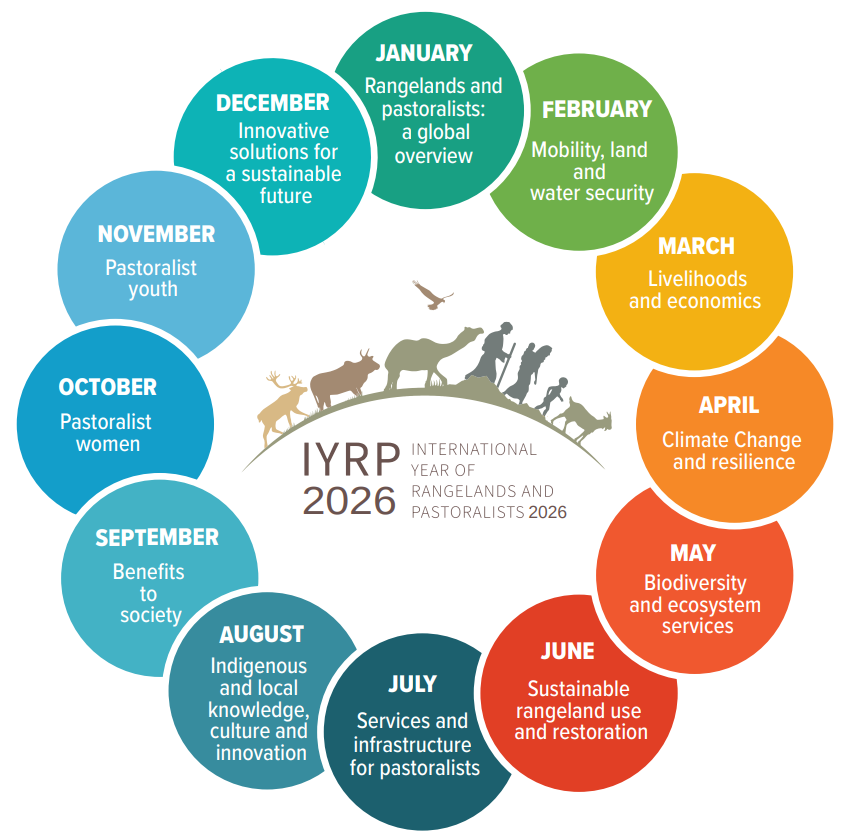 JANUARY
Rangelands and
pastoralists:
a global
overview
FEBRUARY
Mobility, land
and
water security
MARCH
Livelihoods
and economics
APRIL
Climate Change
and resilience
MAY
Biodiversity
and ecosystem
services
JUNE
Sustainable
rangeland use
and restoration
JULY
Services and
infrastructure
for pastoralists
AUGUST
Indigenous
and local
knowledge,
culture and
innovation
SEPTEMBER
Benefits
to
society
OCTOBER
Pastoralist
women
NOVEMBER
Pastoralist
youth
DECEMBER
Innovative
solutions for
a sustainable
future
IYRP
2026
INTERNATIONAL
YEAR OF
RANGELANDS AND
PASTORALISTS 2026